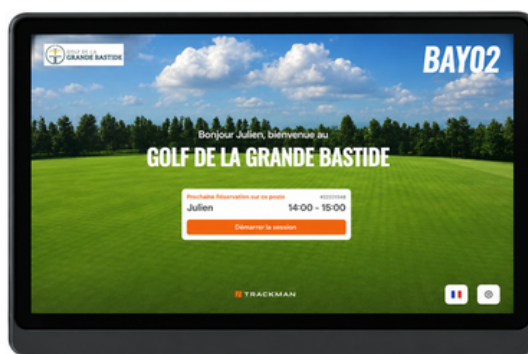 GOLF DE LA
GRANDE BASTIDE
BAY02
Bonjour Julien, bienvenue au
GOLF DE LA GRANDE BASTIDE
Prochaine Réservation sur ce poste
Julien
14:00 - 15:00
Démarrer la session
TRACKMAN